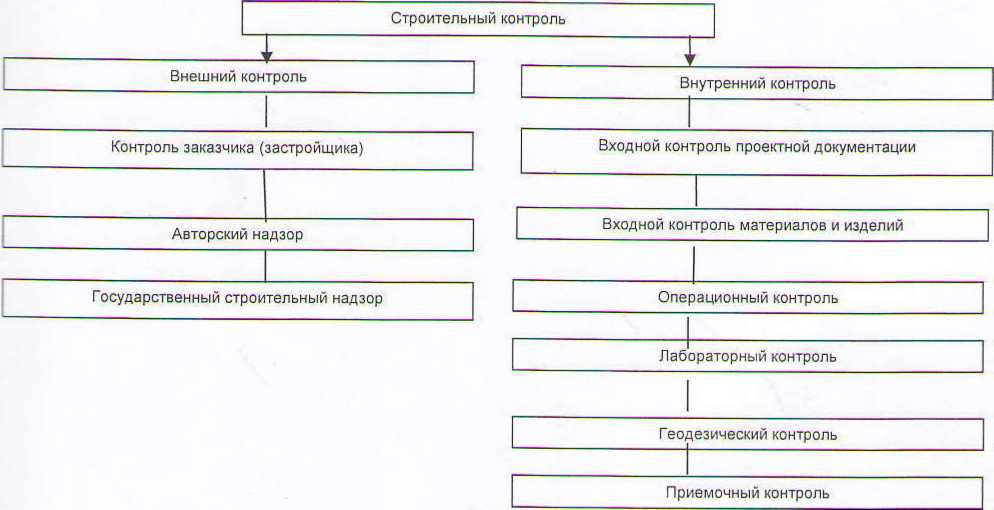 Строительный контроль
Внешний контроль
Контроль заказчика (застройщика)
Авторский надзор
Государственный строительный надзор
Внутренний контроль
Входной контроль проектной документации
Входной контроль материалов и изделий
Операционный контроль
Лабораторный контроль
Геодезический контроль
Приемочный контроль